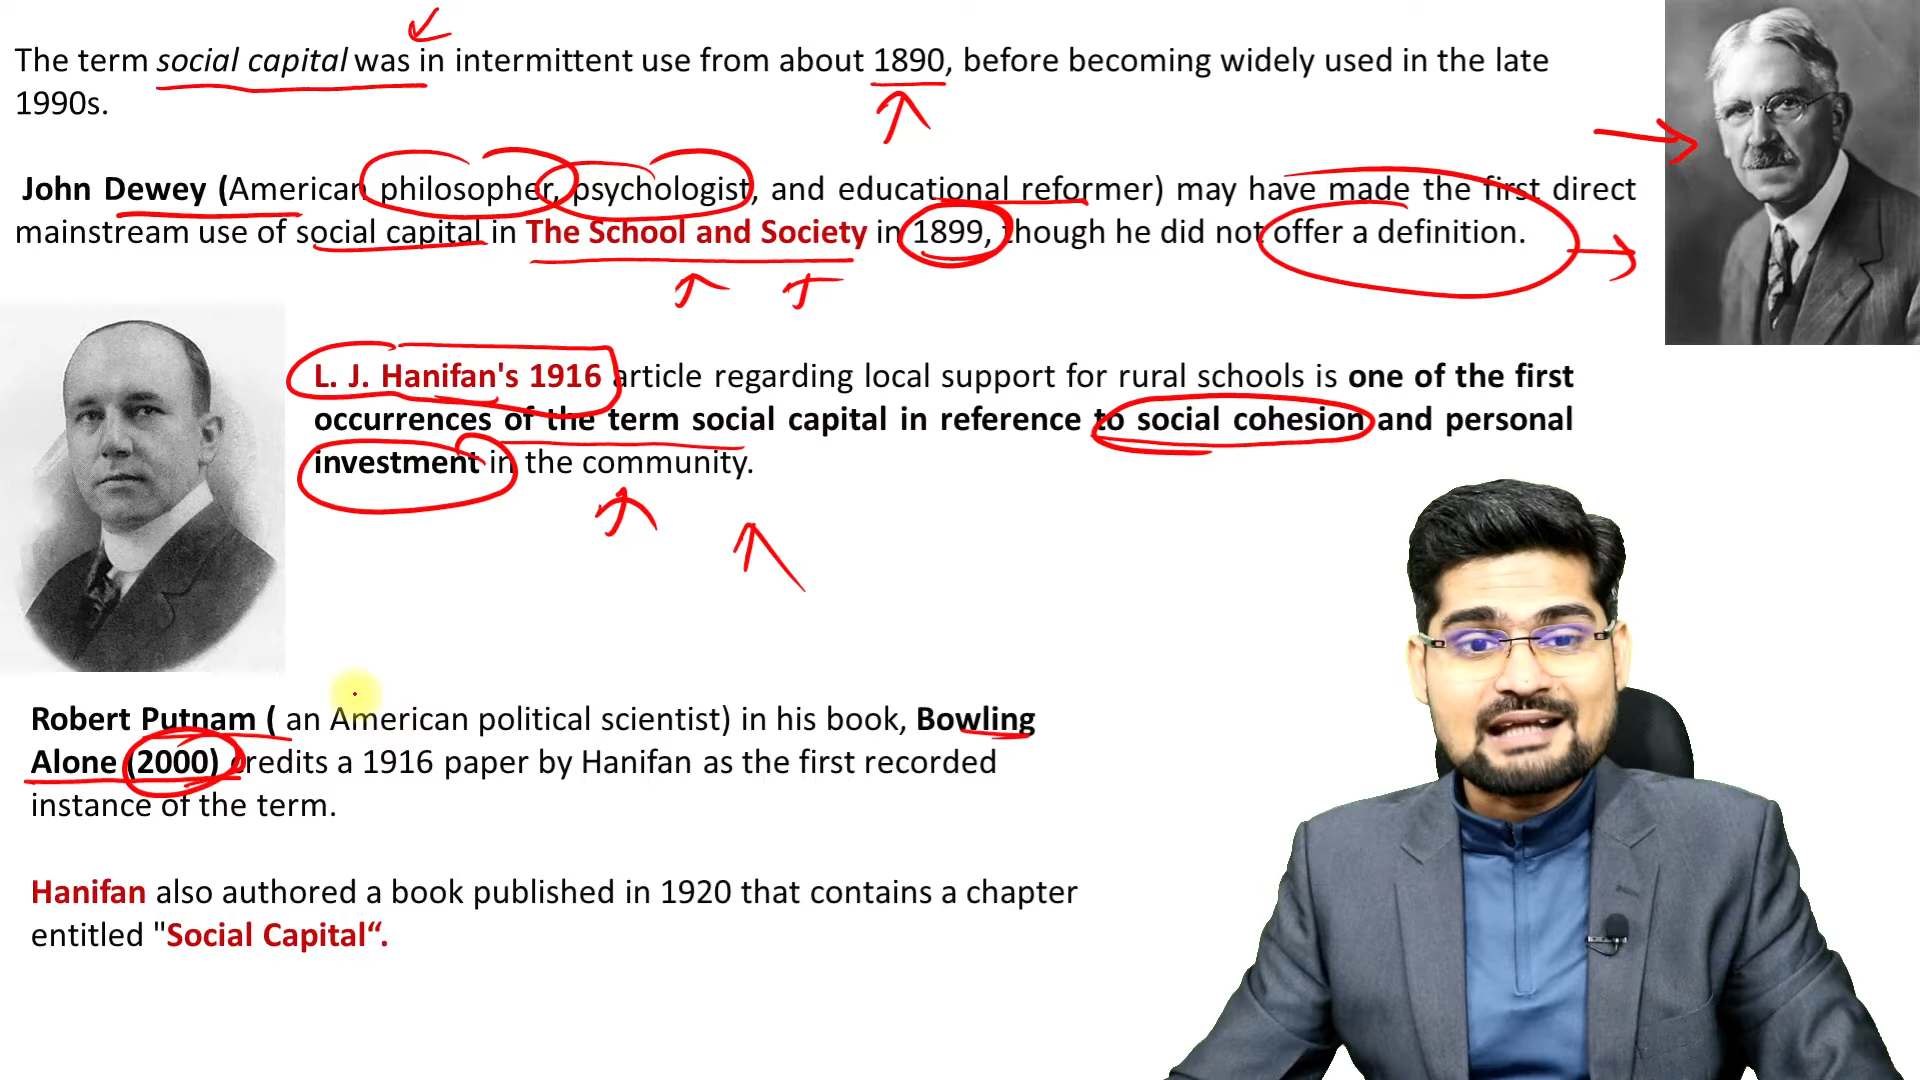 The term social capital was in intermittent use from about 1890, before becoming widely used in the late
1990s.
John Dewey (American philosopher, psychologist, and educational reformer) may have made the first direct
mainstream use of social capital in The School and Society in 1899, though he did not offer a definition.
L. J. Hanifan's 1916 article regarding local support for rural schools is one of the first
occurrences of the term social capital in reference to social cohesion and personal
investment in the community.
Robert Putnam ( an American political scientist) in his book, Bowling
Alone (2000) credits a 1916 paper by Hanifan as the first recorded
instance of the term.
Hanifan also authored a book published in 1920 that contains a chapter
entitled "Social Capital“.